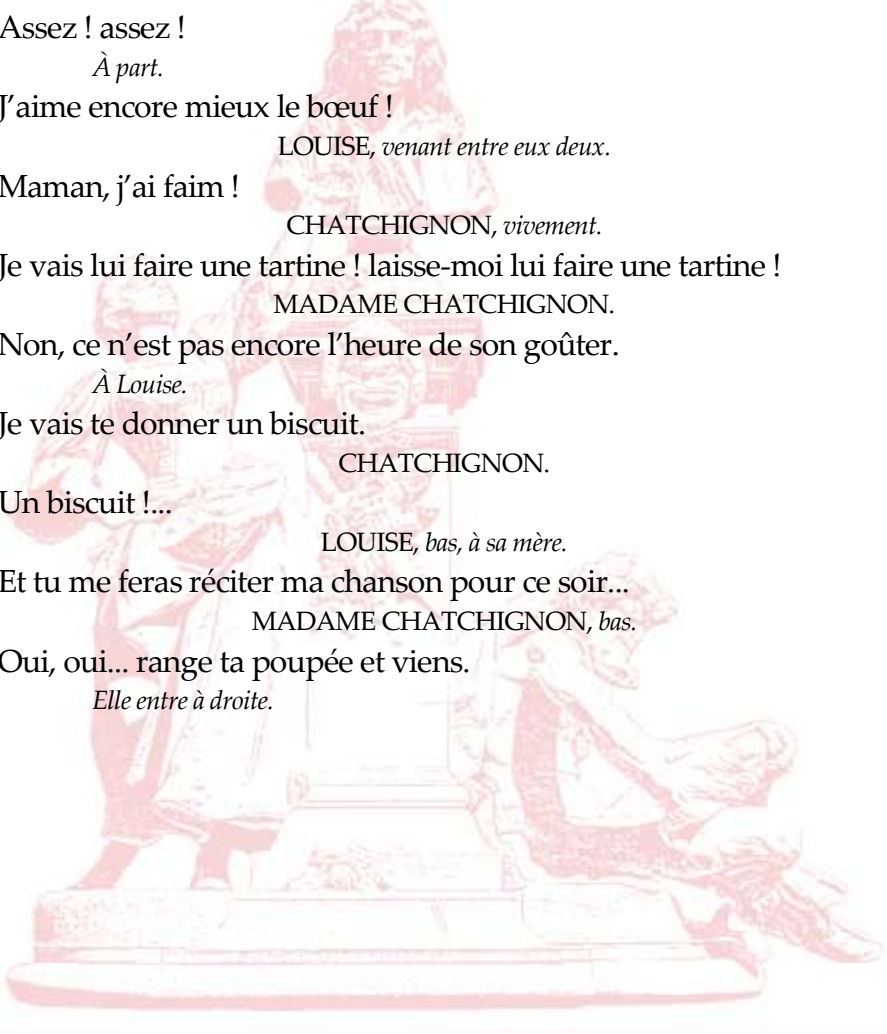 Assez ! assez !
À part.
J’aime encore mieux le bœuf !
LOUISE, venant entre eux deux.
Maman, j’ai faim !
CHATCHIGNON, vivement.
Je vais lui faire une tartine ! laisse-moi lui faire une tartine !
MADAME CHATCHIGNON.
Non, ce n’est pas encore l’heure de son goûter.
À Louise.
Je vais te donner un biscuit.
CHATCHIGNON.
Un biscuit !...
LOUISE, bas, à sa mère.
Et tu me feras réciter ma chanson pour ce soir...
MADAME CHATCHIGNON, bas.
Oui, oui... range ta poupée et viens.
Elle entre à droite.